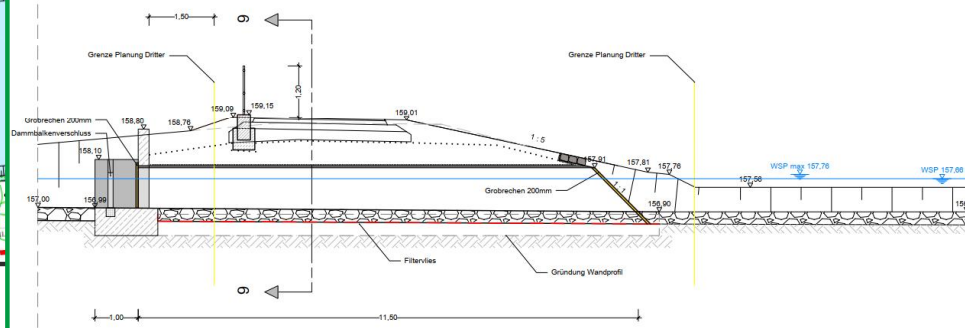 1,50
9
Grenze Planung Dritter
Grenze Planung Dritter
1,20
159,09
159,15
159,01
Grobrechen 200mm
158,80
158,76
Dammbalkenverschluss
1:5
158,10
157,91
157,81
157,76
WSP max 157,76
WSP 157,66
157,58
Grobrechen 200mm
1:1
157,00
156,99
156,90
Filtervlies
Gründung Wandprofil
9
1,00
11,50